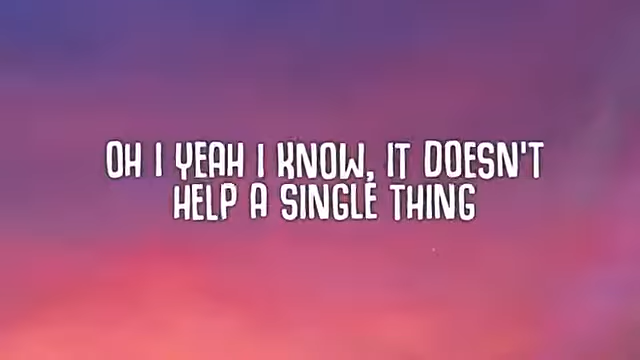 OH I YEAH I KNOW, IT DOESN'T
HELP A SINGLE THING